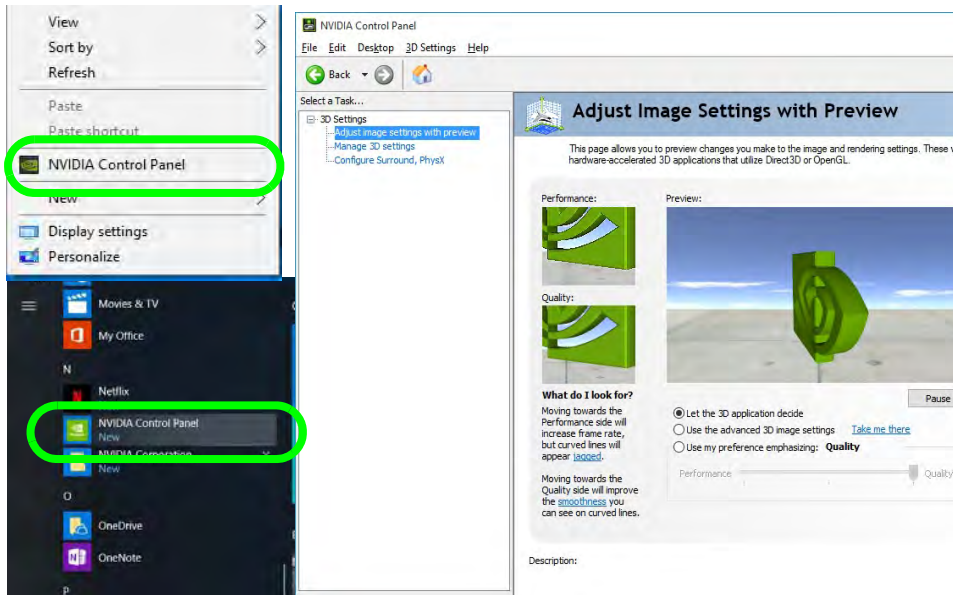 View
Sort by
Refresh
Paste
Paste shortcut
NVIDIA Control Panel
New
Display settings
Personalize
Movies & TV
My Office
N
Netflix
NVIDIA Control Panel
New
NVIDIA Corporation
New
O
OneDrive
OneNote
P
NVIDIA Control Panel
File Edit Desktop 3D Settings Help
Back
Select a Task...
3D Settings
Adjust image settings with preview
Manage 3D settings
Configure Surround, PhysX
Adjust Image Settings with Preview
This page allows you to preview changes you make to the image and rendering settings. These
hardware-accelerated 3D applications that utilize Direct3D or OpenGL.
Performance:
Preview:
Quality:
What do I look for?
Moving towards the
Performance side will
increase frame rate,
but curved lines will
appear jagged.
Moving towards the
Quality side will improve
the smoothness you
can see on curved lines.
Pause
Let the 3D application decide
Use the advanced 3D image settings Take me there
Use my preference emphasizing: Quality
Performance Quality
Description: